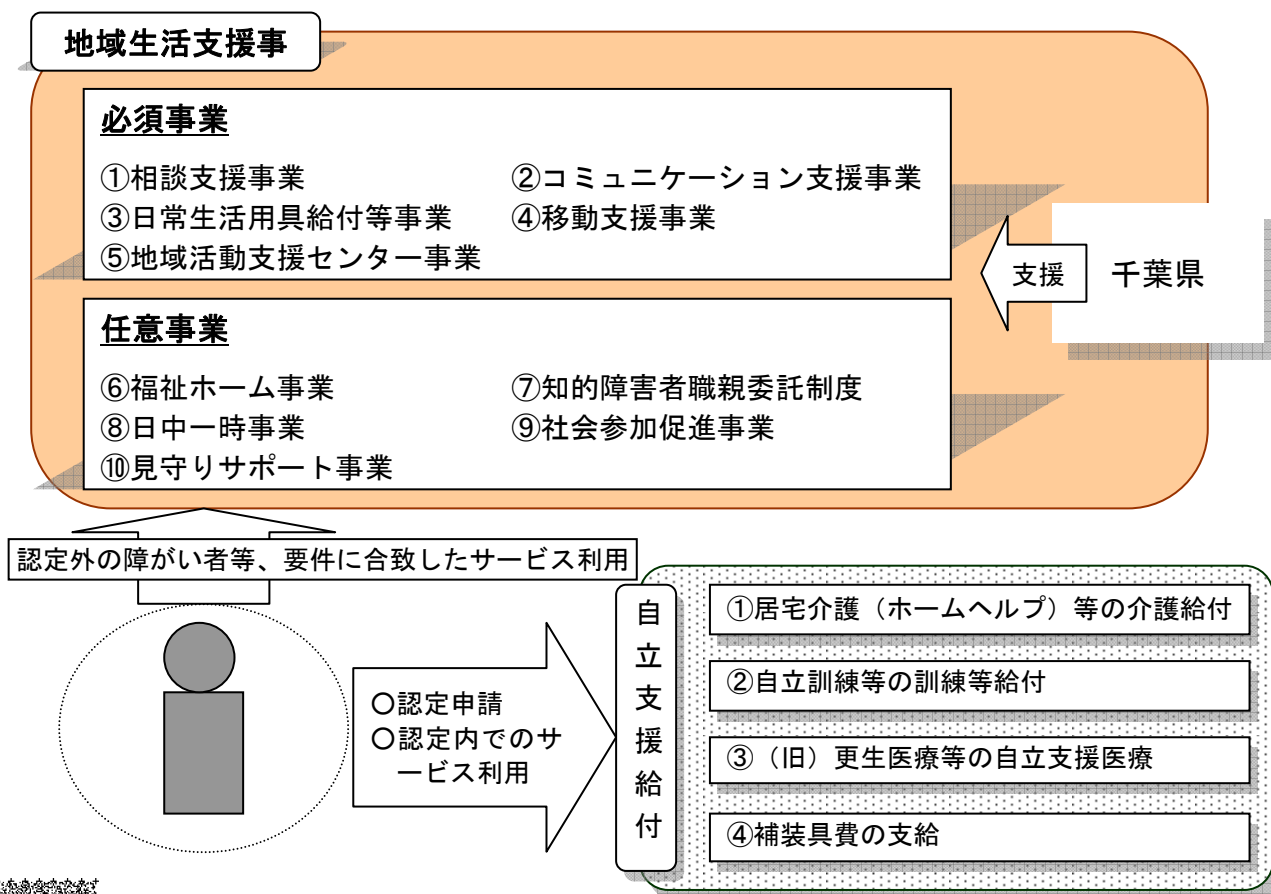 地域生活支援事
必須事業
①相談支援事業
②コミュニケーション支援事業
③日常生活用具給付等事業
④移動支援事業
⑤地域活動支援センター事業
支援
千葉県
任意事業
⑥福祉ホーム事業
⑦知的障害者職親委託制度
⑧日中一時事業
⑨社会参加促進事業
⑩見守りサポート事業
認定外の障がい者等、要件に合致したサービス利用
〇認定申請
〇認定内でのサ
ービス利用
自立支援給付
①居宅介護（ホームヘルプ）等の介護給付
②自立訓練等の訓練等給付
③（旧）更生医療等の自立支援医療
④補装具費の支給